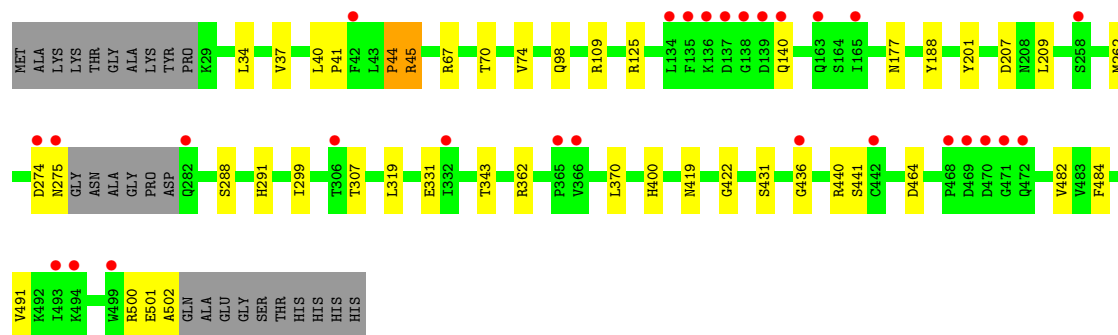 MET ALA LYS LYS THR GLY ALA LYS TYR PRO K29 L34 V37 L40 P41 F42 L43 P44 R45 R67 T70 V74 Q98 R109 R125 L134 F135 K136 D137 G138 D139 Q140 Q163 S164 I165 N177 Y188 Y201 D207 N208 L209 S258 M262
D274 N275 GLY ASN ALA GLY PRO ASP Q282 S288 H291 I299 T306 T307 L319 E331 I332 T343 R362 P365 V366 L370 H400 N419 G422 S431 G436 R440 S441 C442 D464 P468 D469 D470 G471 Q472 V482 V483 F484
V491 K492 I493 K494 W499 R500 E501 A502 GLN ALA GLU GLY SER THR HIS HIS HIS HIS